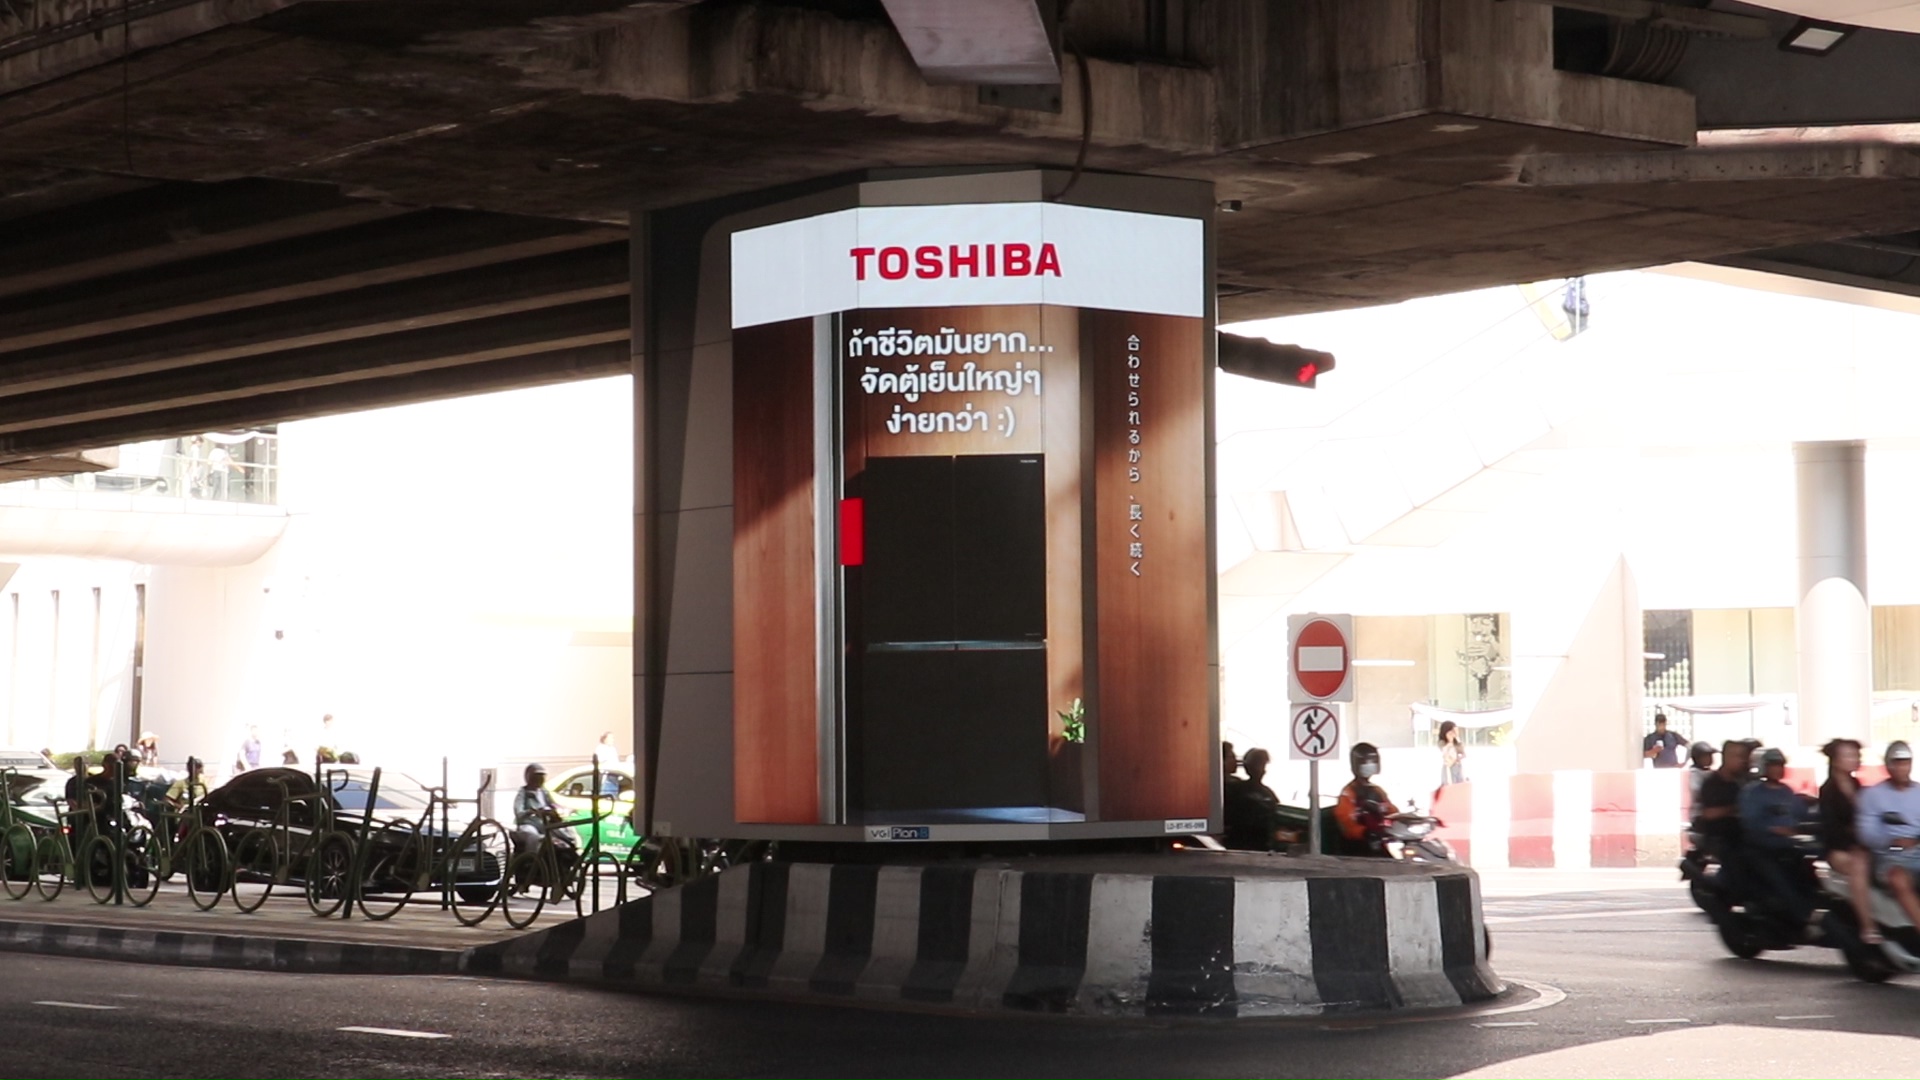 TOSHIBA
ถ้าชีวิตมันยาก...
จัดตู้เย็นใหญ่ๆ
ง่ายกว่า :)
合わせられるから、長く続く
VGI Plan B